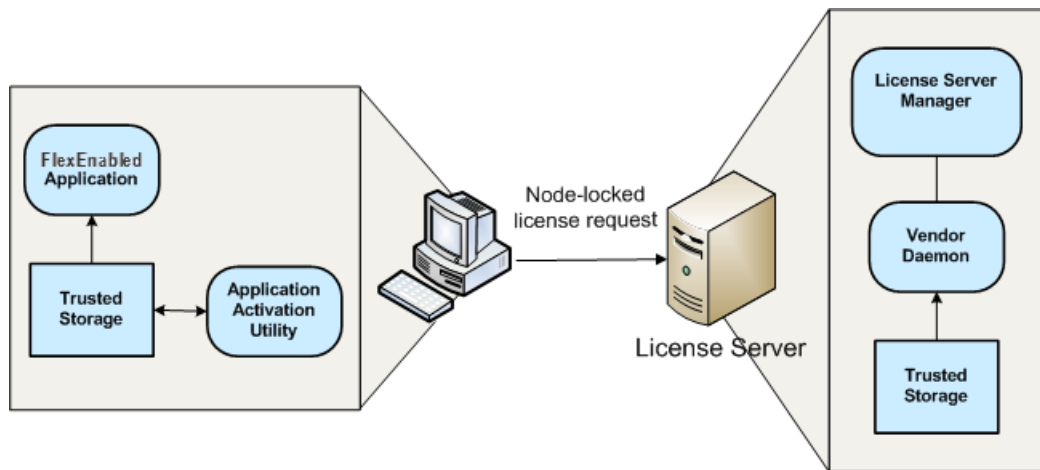 FlexEnabled
Application
Trusted
Storage
Application
Activation
Utility
Node-locked
license request
License Server
License Server
Manager
Vendor
Daemon
Trusted
Storage